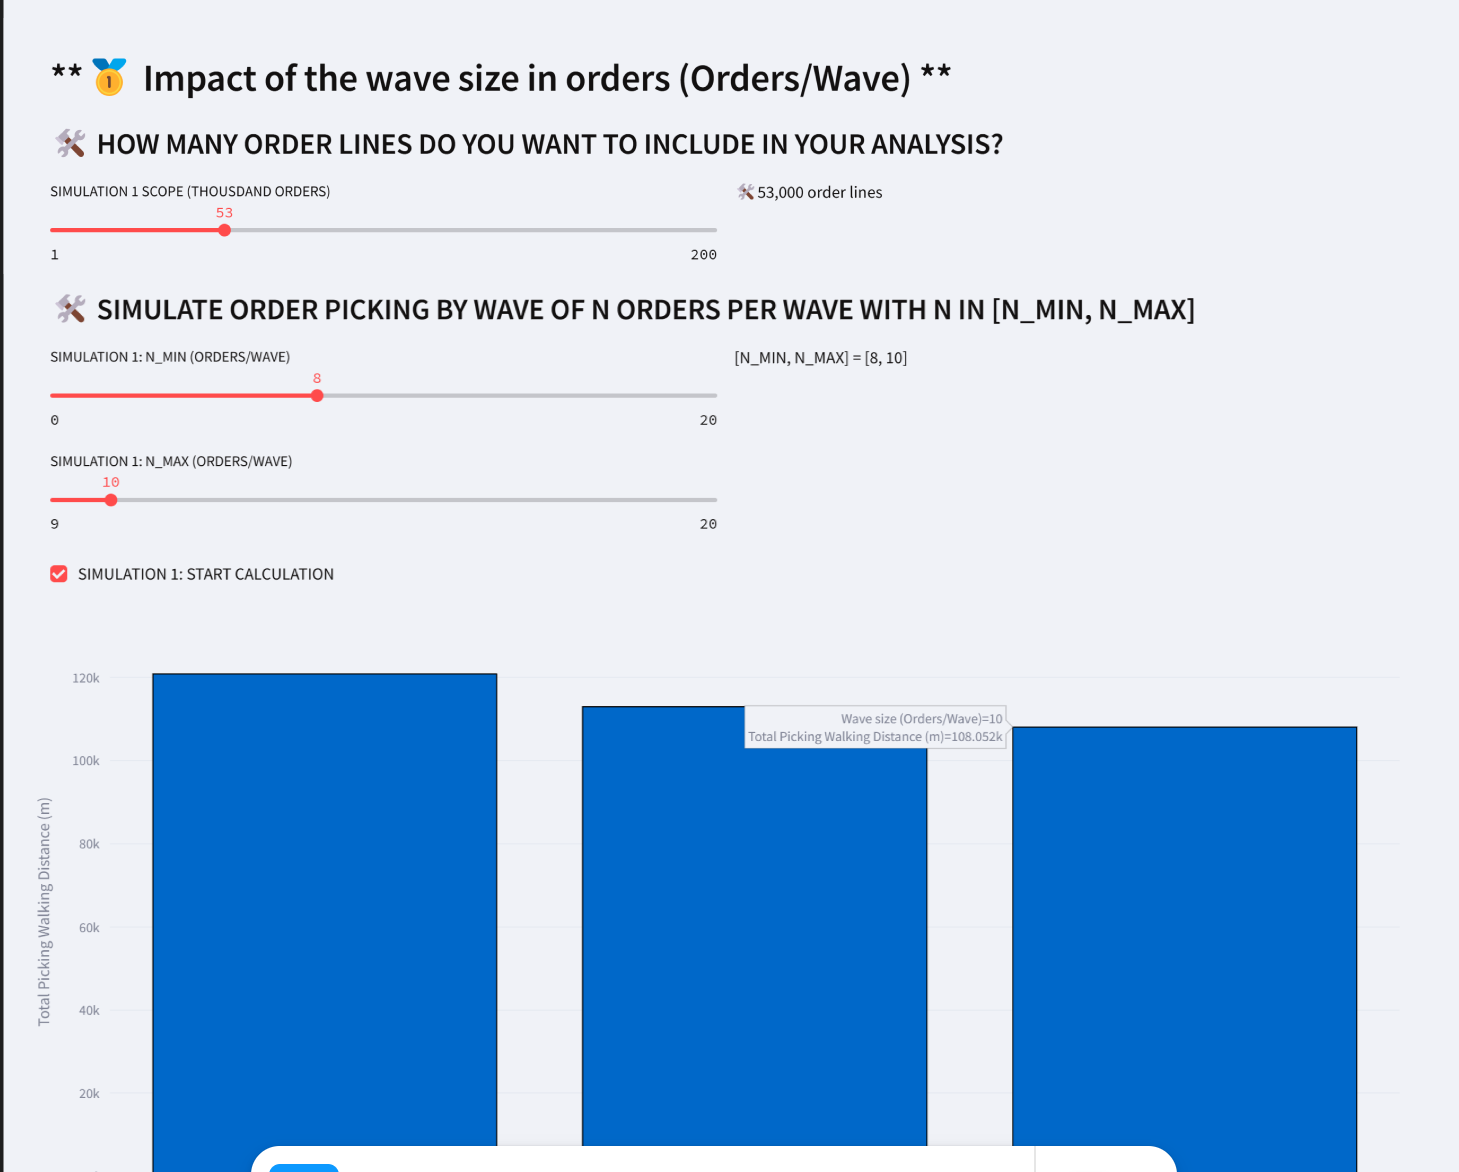 ** Impact of the wave size in orders (Orders/Wave) **
HOW MANY ORDER LINES DO YOU WANT TO INCLUDE IN YOUR ANALYSIS?
SIMULATION 1 SCOPE (THOUSDAND ORDERS)
53,000 order lines
53
1
200
SIMULATE ORDER PICKING BY WAVE OF N ORDERS PER WAVE WITH N IN [N_MIN, N_MAX]
SIMULATION 1: N_MIN (ORDERS/WAVE)
[N_MIN, N_MAX] = [8, 10]
8
0
20
SIMULATION 1: N_MAX (ORDERS/WAVE)
10
9
20
SIMULATION 1: START CALCULATION
120k
Wave size (Orders/Wave)=10
Total Picking Walking Distance (m)=108.052k
100k
80k
60k
40k
20k
Total Picking Walking Distance (m)